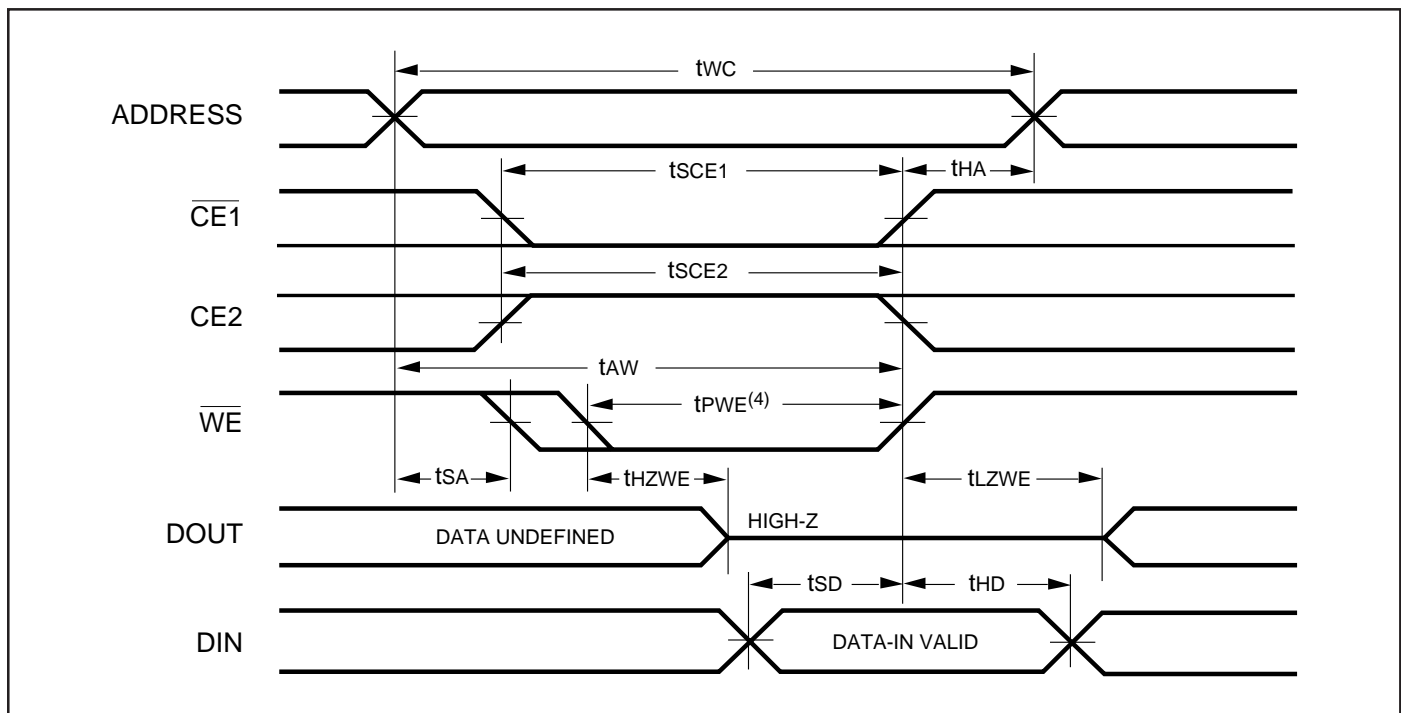 tWC
ADDRESS
tSCE1
tHA
CE1
tSCE2
CE2
tAW
tPWE(4)
WE
tSA
tHZWE
tLZWE
DOUT
DATA UNDEFINED
HIGH-Z
tSD
tHD
DIN
DATA-IN VALID